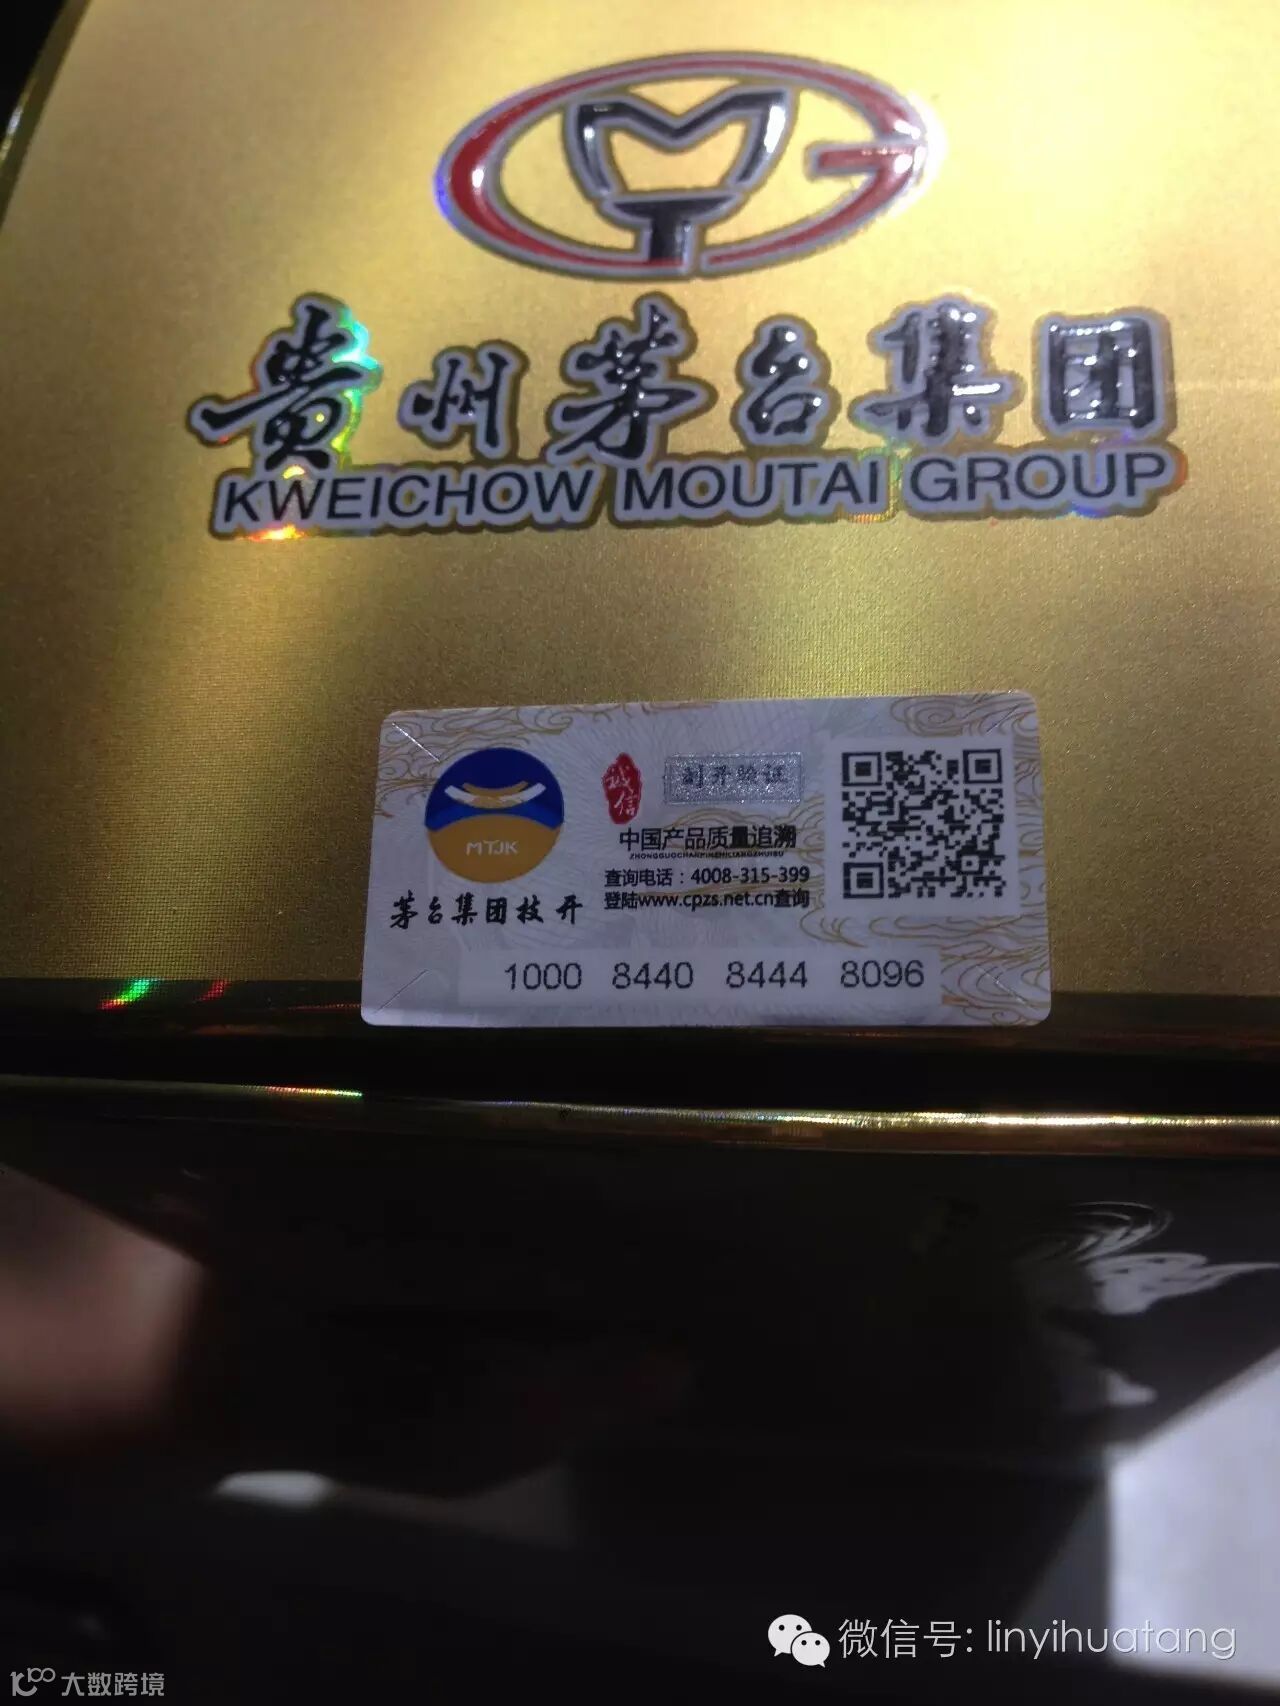 贵州茅台集团
KWEICHOW MOUTAI GROUP
诚信
刮开验证
MTJK
茅台集团技开
中国产品质量追溯
ZHONGGUOCHANPINZHILIANGZHUISU
查询电话：4008-315-399
登陆www.cpzs.net.cn查询
1000 8440 8444 8096
微信号: linyihuatang
大数跨境